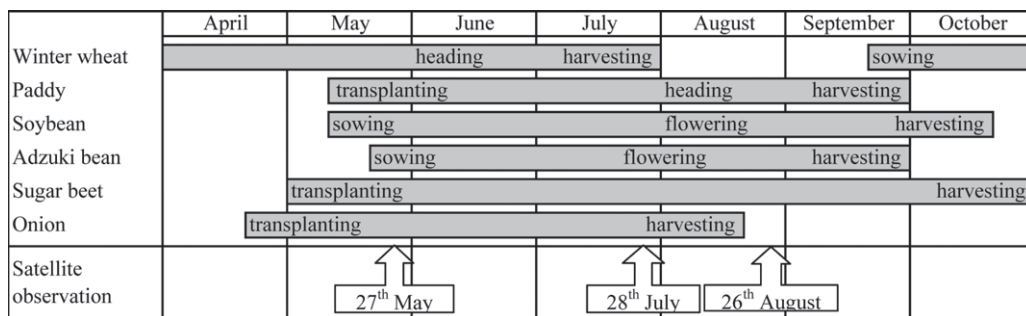 April May June July August September October
Winter wheat heading harvesting sowing
Paddy transplanting heading harvesting
Soybean sowing flowering harvesting
Adzuki bean sowing flowering harvesting
Sugar beet transplanting harvesting
Onion transplanting harvesting
Satellite
observation
27th May 28th July 26th August